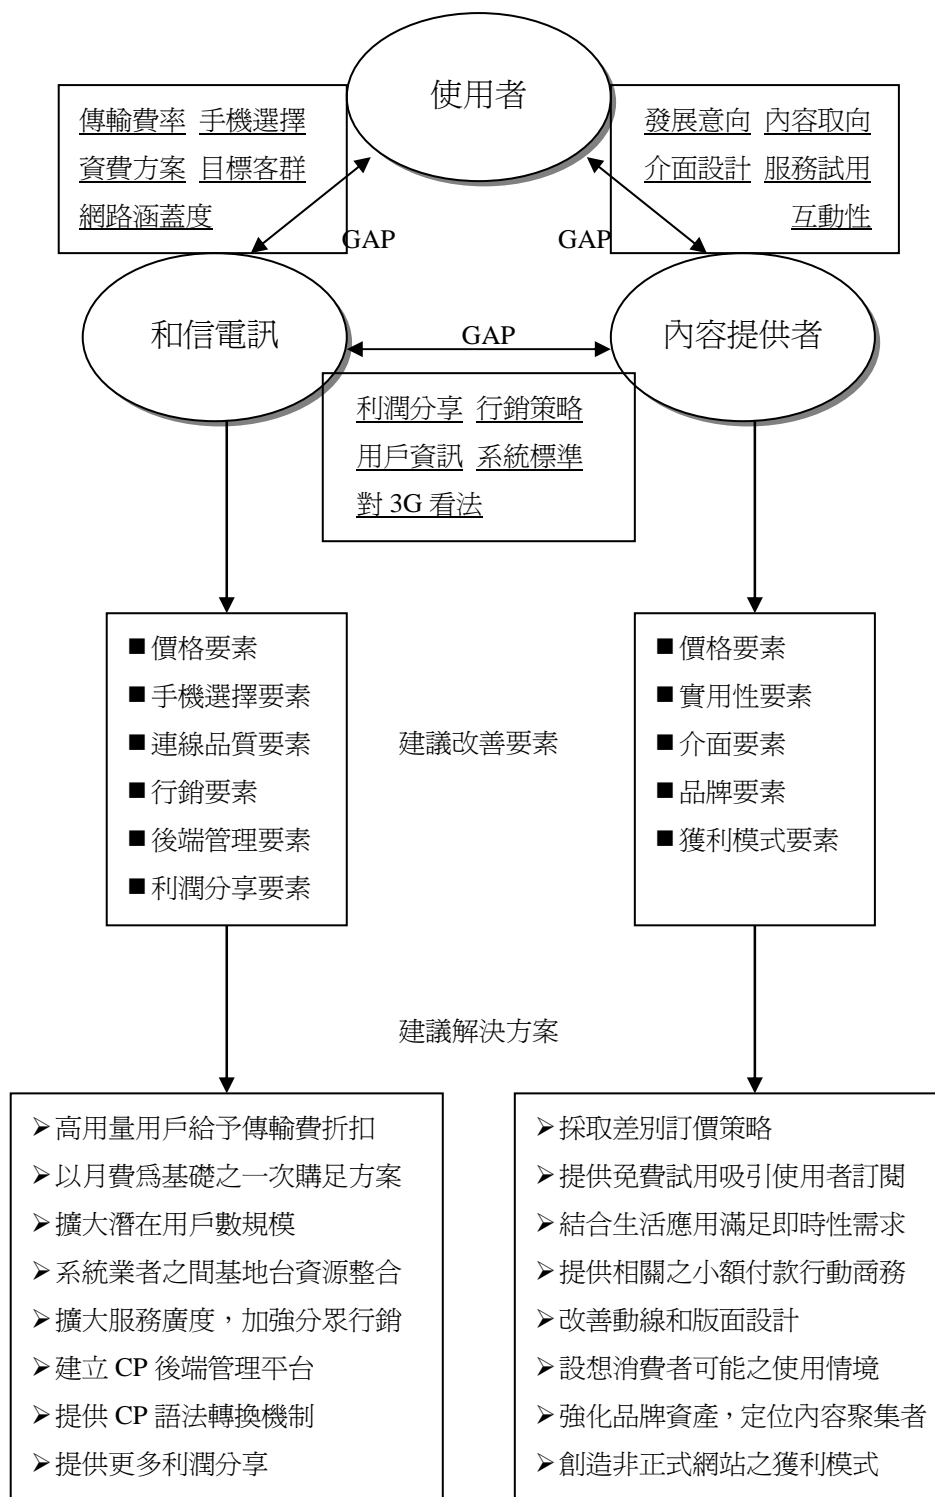 使用者
傳輸費率 手機選擇
資費方案 目標客群
網路涵蓋度
發展意向 內容取向
介面設計 服務試用
互動性
GAP
GAP
和信電訊
GAP
內容提供者
利潤分享 行銷策略
用戶資訊 系統標準
對 3G 看法
■ 價格要素
■ 手機選擇要素
■ 連線品質要素
■ 行銷要素
■ 後端管理要素
■ 利潤分享要素
建議改善要素
■ 價格要素
■ 實用性要素
■ 介面要素
■ 品牌要素
■ 獲利模式要素
建議解決方案
➢ 高用量用戶給予傳輸費折扣
➢ 以月費為基礎之一次購足方案
➢ 擴大潛在用戶數規模
➢ 系統業者之間基地台資源整合
➢ 擴大服務廣度，加強分眾行銷
➢ 建立 CP 後端管理平台
➢ 提供 CP 語法轉換機制
➢ 提供更多利潤分享
➢ 採取差別訂價策略
➢ 提供免費試用吸引使用者訂閱
➢ 結合生活應用滿足即時性需求
➢ 提供相關之小額付款行動商務
➢ 改善動線和版面設計
➢ 設想消費者可能之使用情境
➢ 強化品牌資產，定位內容聚集者
➢ 創造非正式網站之獲利模式